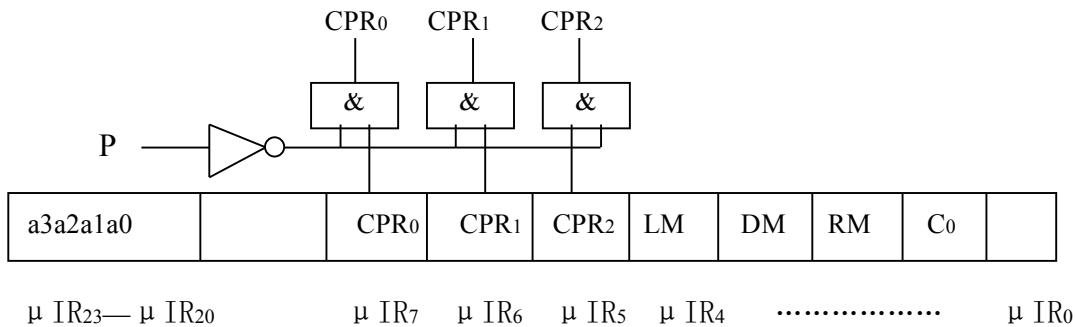 CPR₀ CPR₁ CPR₂
& & &
P
a3a2a1a0 CPR₀ CPR₁ CPR₂ LM DM RM C₀
μ IR₂₃— μ IR₂₀ μ IR₇ μ IR₆ μ IR₅ μ IR₄ ⋯⋯⋯⋯⋯⋯ μ IR₀